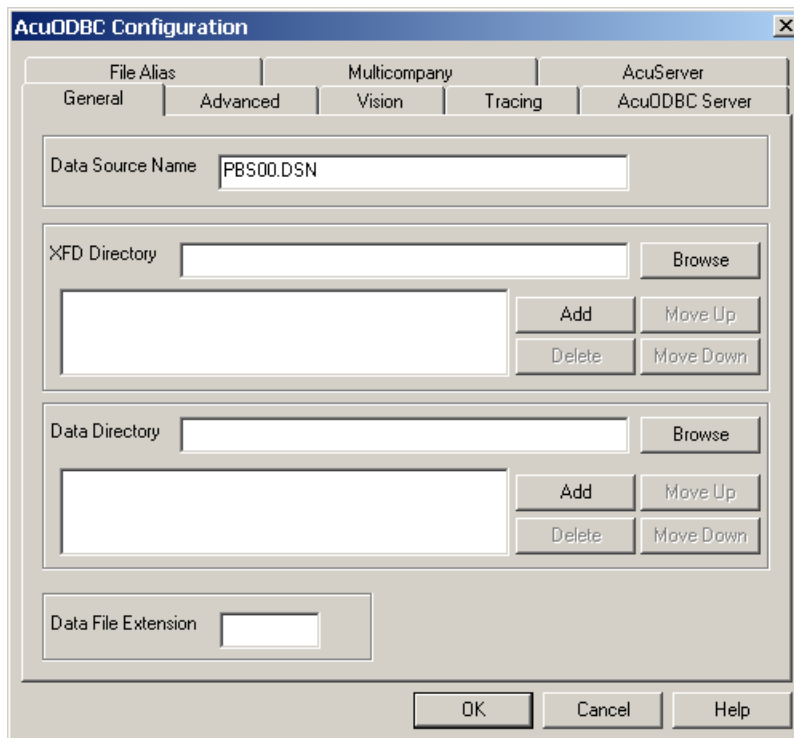 AcuODBC Configuration
File Alias Multicompany AcuServer
General Advanced Vision Tracing AcuODBC Server
Data Source Name PBS00.DSN
XFD Directory Browse
Add Move Up
Delete Move Down
Data Directory Browse
Add Move Up
Delete Move Down
Data File Extension
OK Cancel Help